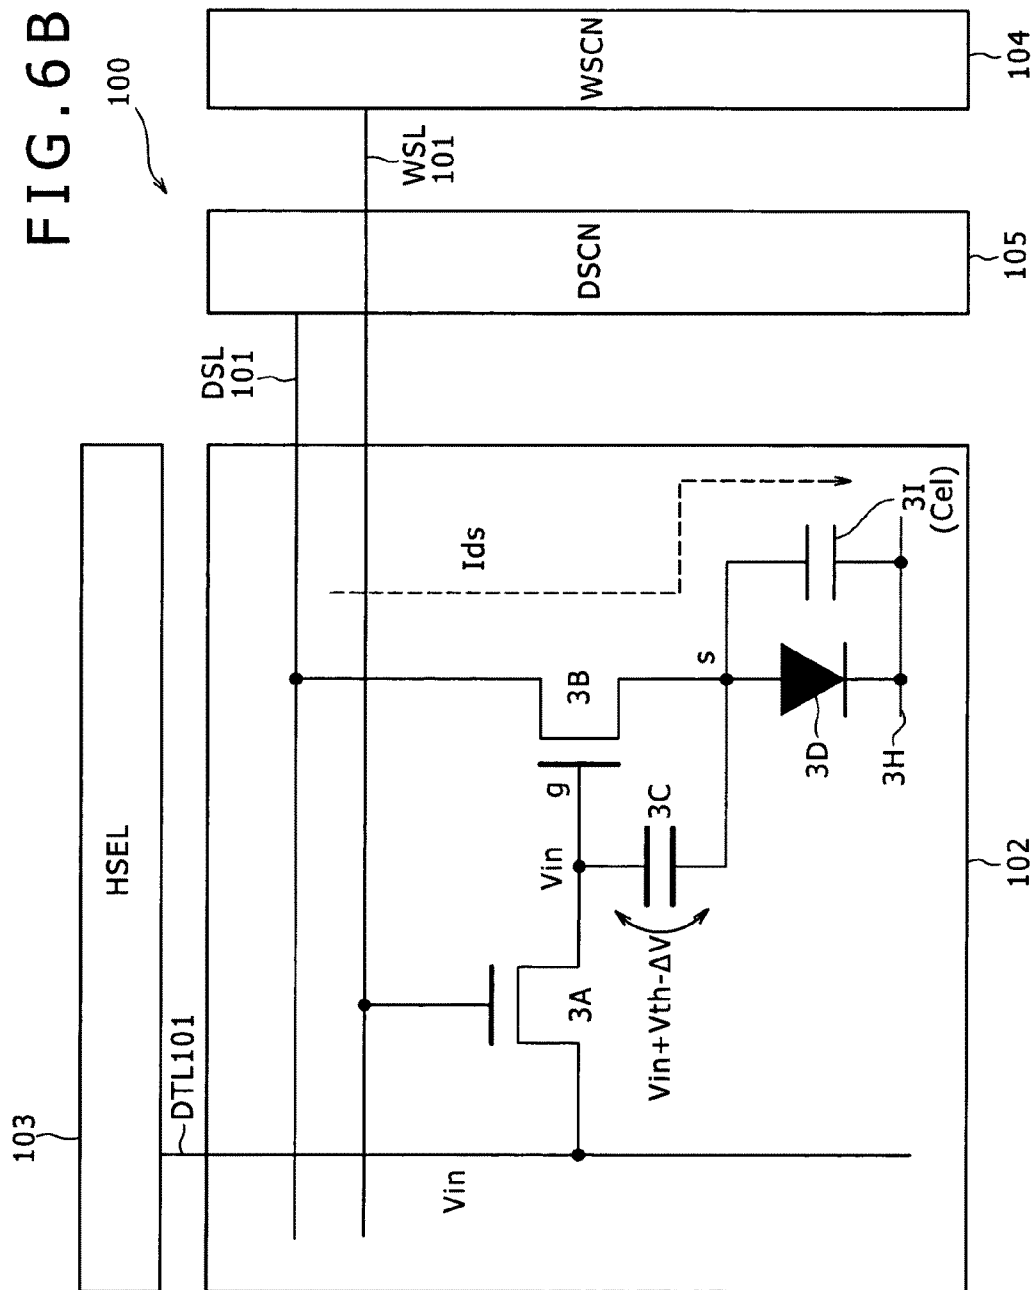 FIG.6B
100
103
HSEL
DTL101
DSL
101
WSL
101
DSCN
105
WSCN
104
Vin
3A
Vin
g
3B
s
Ids
3C
Vin+Vth-ΔV
3D
3H
3I
(Cel)
102